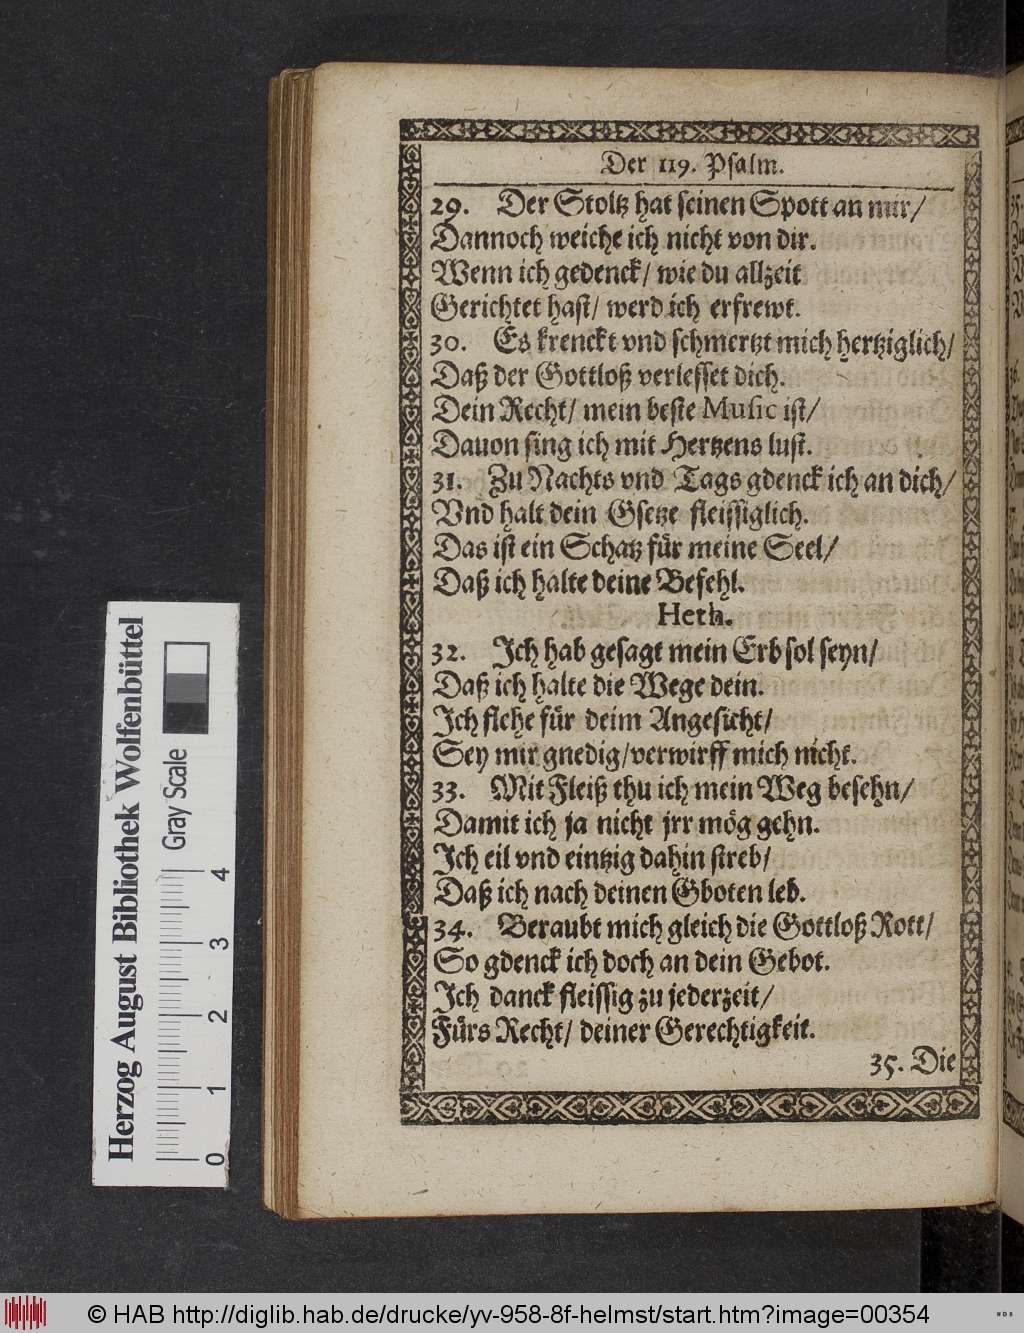 Der 119. Psalm.
29. Der Stoltz hat seinen Spott an mir/
Dannoch weiche ich nicht von dir.
Wenn ich gedenck/ wie du allzeit
Gerichtet hast/ werd ich erfrewt.
30. Es krenckt vnd schmertzt mich hertziglich/
Daß der Gottloß verlesset dich.
Dein Recht/ mein beste Music ist/
Dauon sing ich mit Hertzens lust.
31. Zu Nachts vnd Tags gdenck ich an dich/
Vnd halt dein Gsetze fleissiglich.
Das ist ein Schatz für meine Seel/
Daß ich halte deine Befehl.
Heth.
32. Ich hab gesagt mein Erb sol seyn/
Daß ich halte die Wege dein.
Ich flehe für deim Angesicht/
Sey mir gnedig/verwirff mich nicht.
33. Mit Fleiß thu ich mein Weg besehn/
Damit ich ja nicht jrr mög gehn.
Ich eil vnd eintzig dahin streb/
Daß ich nach deinen Gboten leb.
34. Beraubt mich gleich die Gottloß Rott/
So gdenck ich doch an dein Gebot.
Ich danck fleissig zu jederzeit/
Fürs Recht/ deiner Gerechtigkeit.
35. Die
Herzog August Bibliothek Wolfenbüttel
Gray Scale
0 1 2 3 4
© HAB http://diglib.hab.de/drucke/yv-958-8f-helmst/start.htm?image=00354